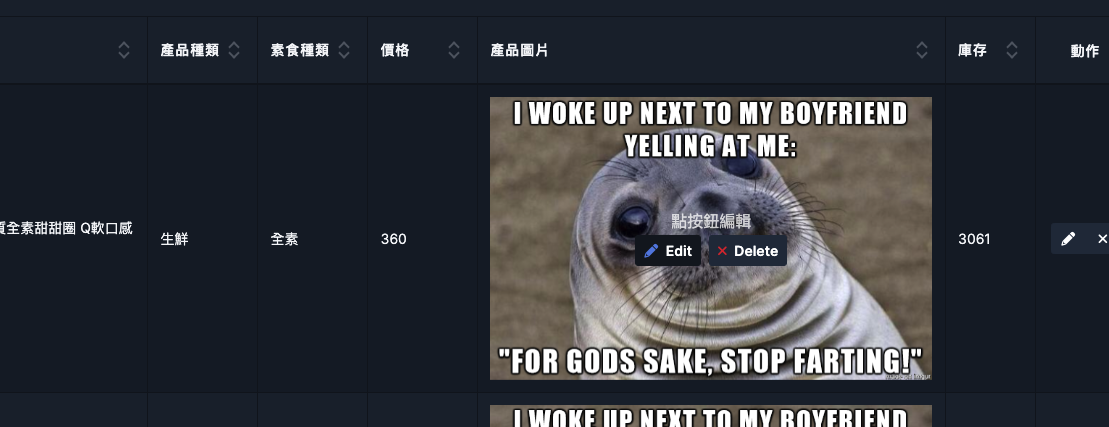 產品種類
素食種類
價格
產品圖片
庫存
動作
全素甜甜圈 Q軟口感
生鮮
全素
360
I WOKE UP NEXT TO MY BOYFRIEND
YELLING AT ME:
點按鈕編輯
Edit
Delete
"FOR GODS SAKE, STOP FARTING!"
3061
I WOKE UP NEXT TO MY BOYFRIEND